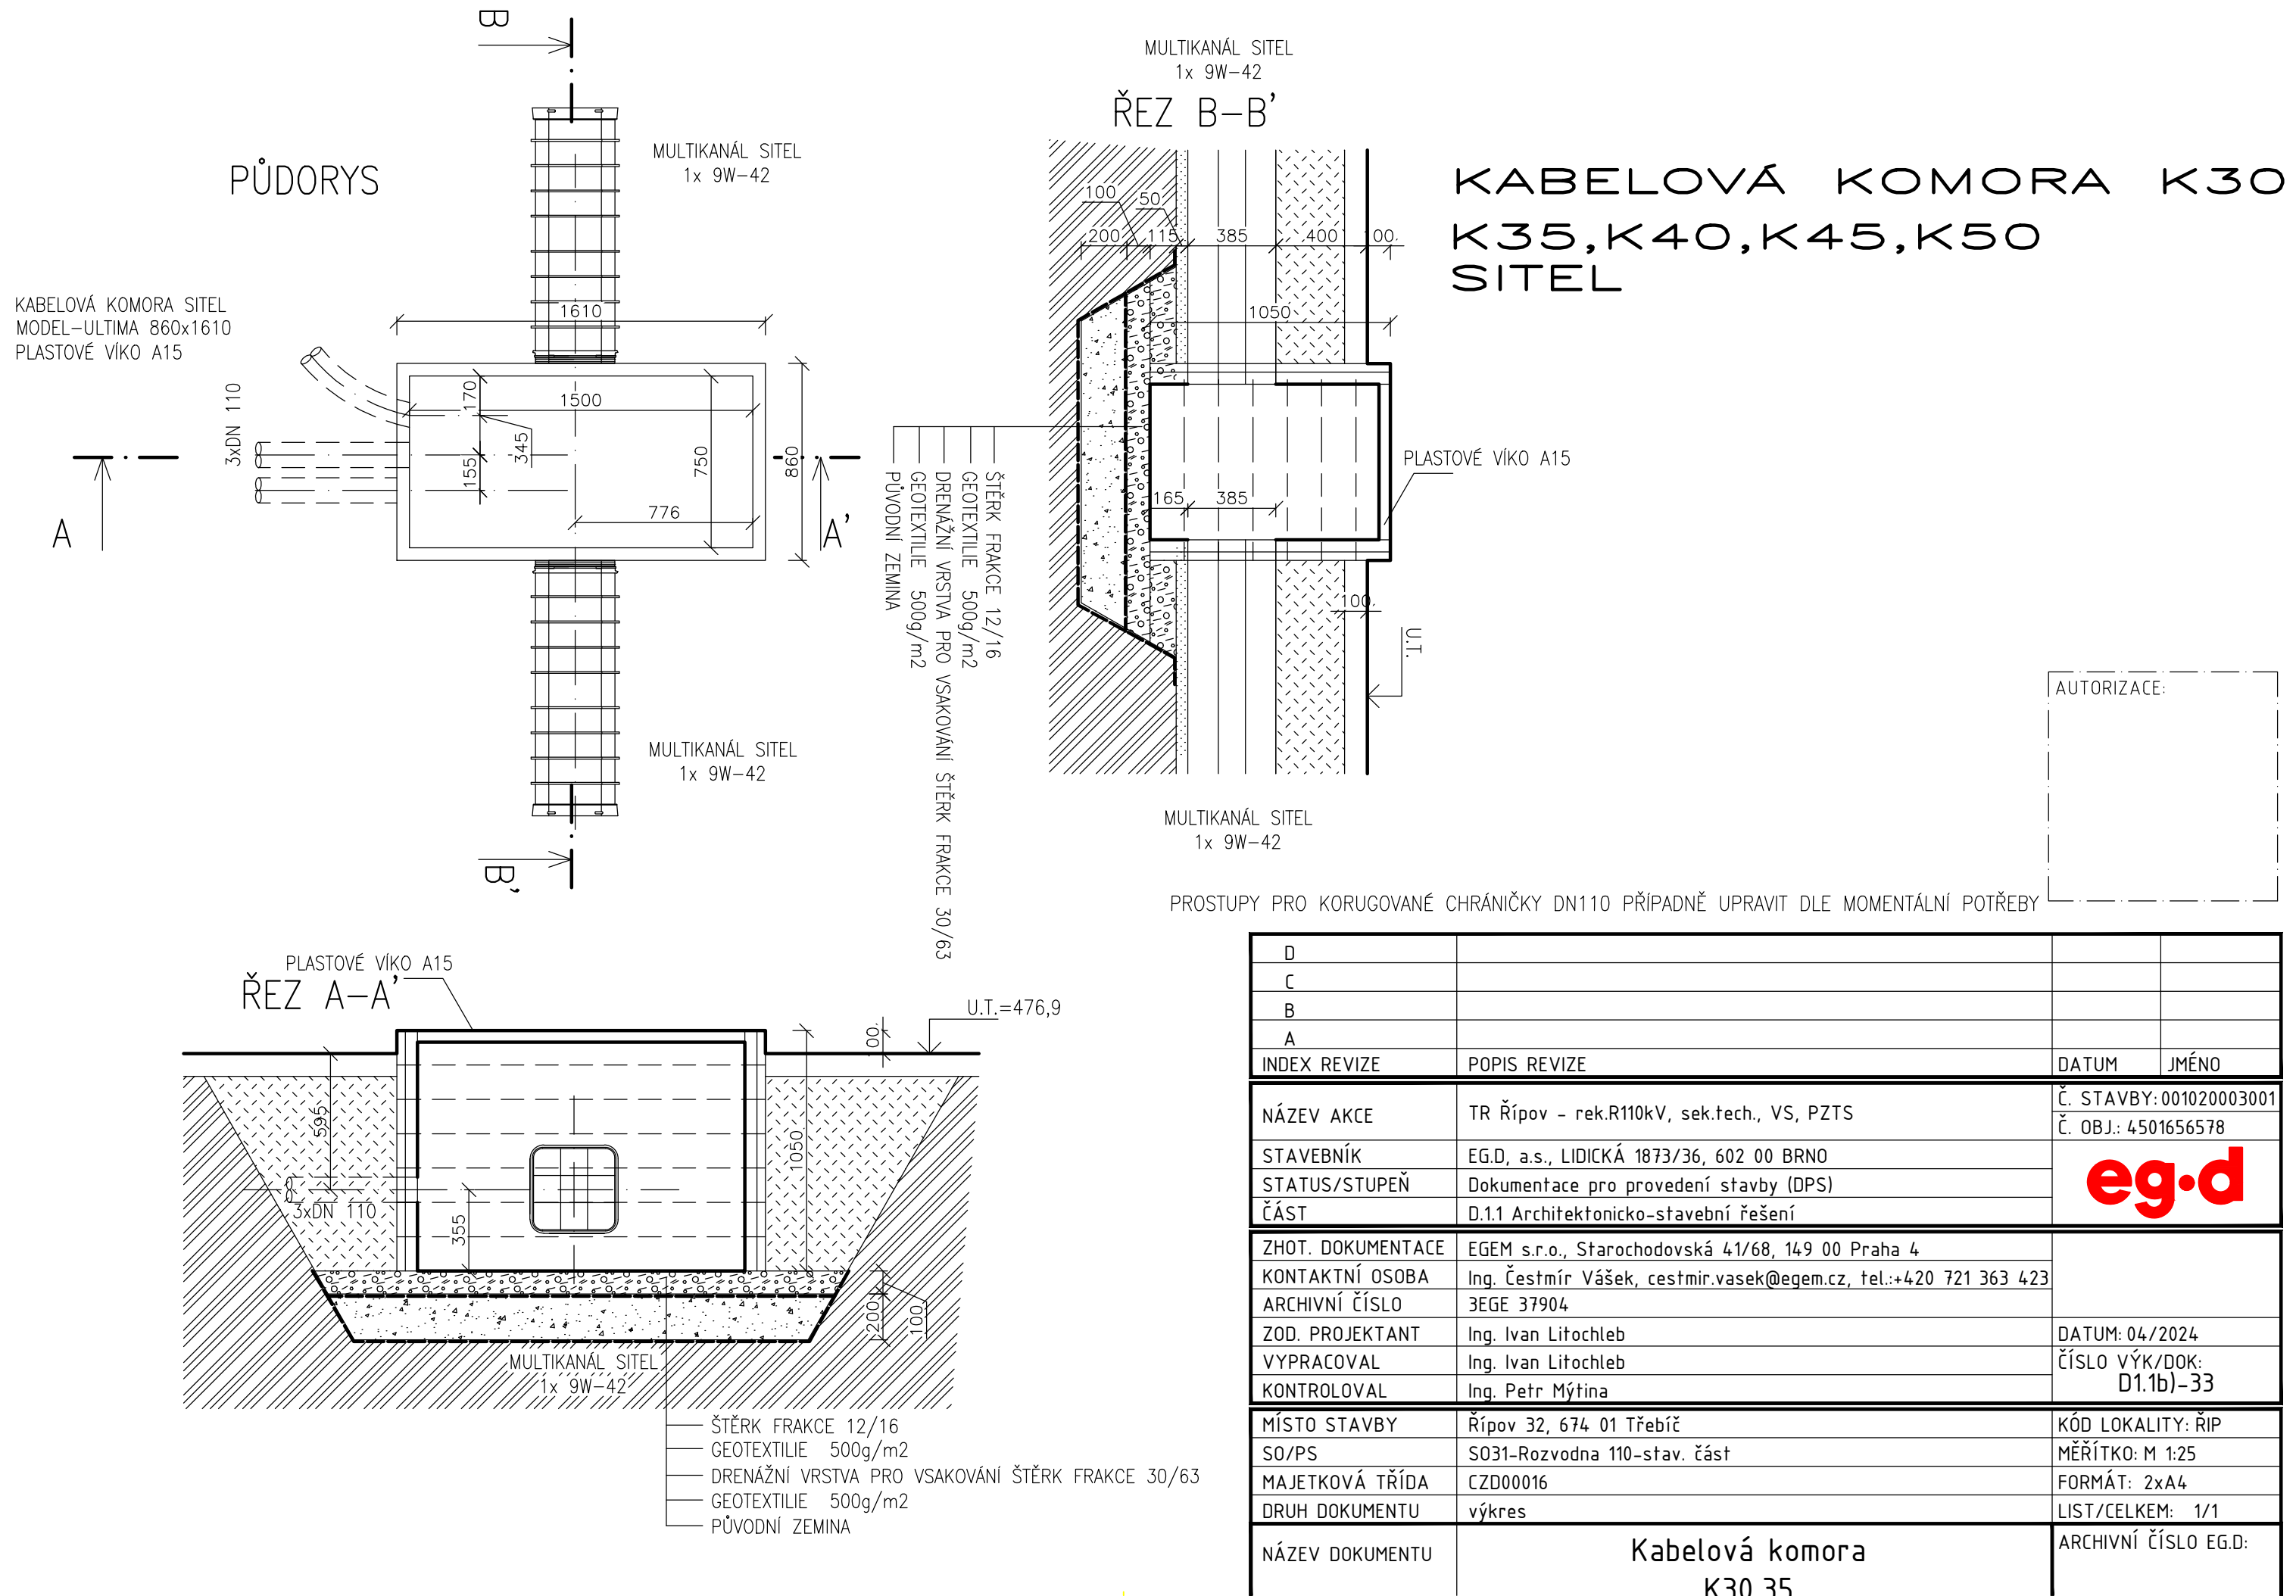 B
MULTIKANÁL SITEL
1x 9W-42
ŘEZ B-B'
PŮDORYS
MULTIKANÁL SITEL
1x 9W-42
KABELOVÁ KOMORA K30
K35,K40,K45,K50
SITEL
100
50
200
115
385
400
100
1050
KABELOVÁ KOMORA SITEL
MODEL-ULTIMA 860x1610
PLASTOVÉ VÍKO A15
1610
170
1500
3xDN 110
345
155
750
860
776
A
A'
PLASTOVÉ VÍKO A15
165
385
100
U.T.
ŠTĚRK FRAKCE 12/16
GEOTEXTILIE 500g/m2
DRENÁŽNÍ VRSTVA PRO VSAKOVÁNÍ ŠTĚRK FRAKCE 30/63
GEOTEXTILIE 500g/m2
PŮVODNÍ ZEMINA
MULTIKANÁL SITEL
1x 9W-42
MULTIKANÁL SITEL
1x 9W-42
B'
AUTORIZACE:
PROSTUPY PRO KORUGOVANÉ CHRÁNIČKY DN110 PŘÍPADNĚ UPRAVIT DLE MOMENTÁLNÍ POTŘEBY
PLASTOVÉ VÍKO A15
ŘEZ A-A'
U.T.=476,9
100
595
1050
3xDN 110
355
200
100
MULTIKANÁL SITEL
1x 9W-42
ŠTĚRK FRAKCE 12/16
GEOTEXTILIE 500g/m2
DRENÁŽNÍ VRSTVA PRO VSAKOVÁNÍ ŠTĚRK FRAKCE 30/63
GEOTEXTILIE 500g/m2
PŮVODNÍ ZEMINA
D
C
B
A
INDEX REVIZE POPIS REVIZE DATUM JMÉNO
NÁZEV AKCE TR Řípov - rek.R110kV, sek.tech., VS, PZTS
Č. STAVBY: 001020003001
Č. OBJ.: 4501656578
STAVEBNÍK EG.D, a.s., LIDICKÁ 1873/36, 602 00 BRNO
STATUS/STUPEŇ Dokumentace pro provedení stavby (DPS)
ČÁST D.1.1 Architektonicko-stavební řešení
eg·d
ZHOT. DOKUMENTACE EGEM s.r.o., Starochodovská 41/68, 149 00 Praha 4
KONTAKTNÍ OSOBA Ing. Čestmír Vášek, cestmir.vasek@egem.cz, tel.:+420 721 363 423
ARCHIVNÍ ČÍSLO 3EGE 37904
ZOD. PROJEKTANT Ing. Ivan Litochleb DATUM: 04/2024
VYPRACOVAL Ing. Ivan Litochleb ČÍSLO VÝK/DOK:
KONTROLOVAL Ing. Petr Mýtina D1.1b)-33
MÍSTO STAVBY Řípov 32, 674 01 Třebíč KÓD LOKALITY: ŘIP
SO/PS SO31-Rozvodna 110-stav. část MĚŘÍTKO: M 1:25
MAJETKOVÁ TŘÍDA CZD00016 FORMÁT: 2xA4
DRUH DOKUMENTU výkres LIST/CELKEM: 1/1
NÁZEV DOKUMENTU Kabelová komora ARCHIVNÍ ČÍSLO EG.D:
K30,35